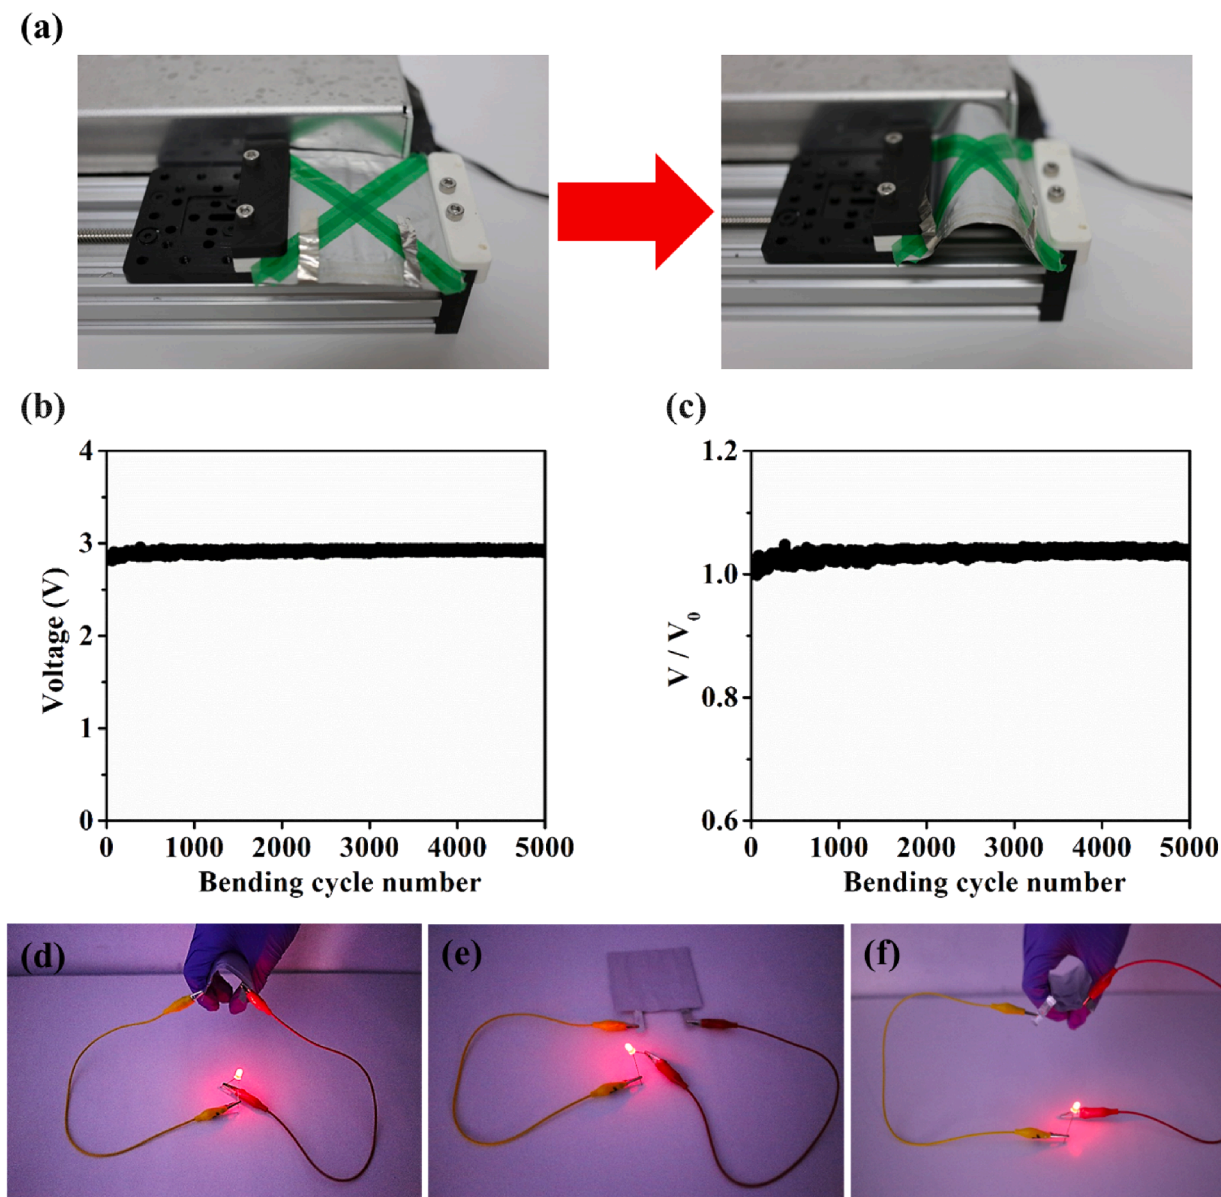 (a)
(b)
(c)
4
3
2
1
0
Voltage (V)
0 1000 2000 3000 4000 5000
Bending cycle number
1.2
1.0
0.8
0.6
V / V₀
0 1000 2000 3000 4000 5000
Bending cycle number
(d)
(e)
(f)